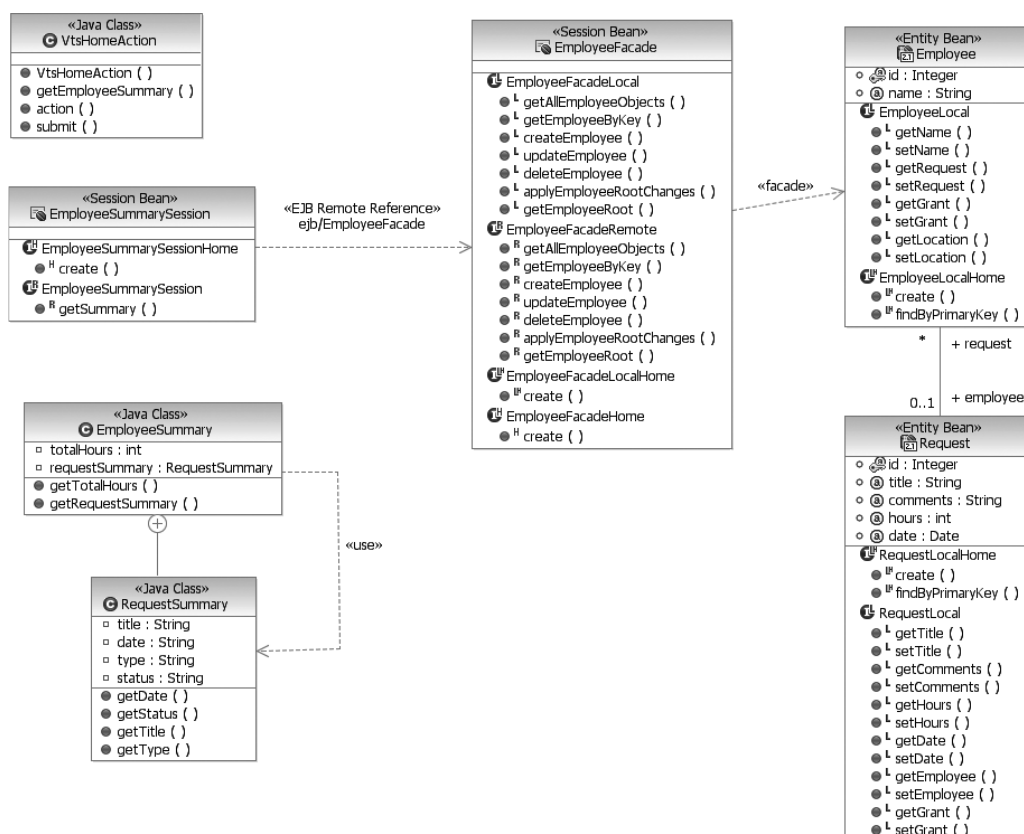 «Java Class»
VtsHomeAction
VtsHomeAction ( )
getEmployeeSummary ( )
action ( )
submit ( )
«Session Bean»
EmployeeSummarySession
EmployeeSummarySessionHome
create ( )
EmployeeSummarySession
getSummary ( )
«EJB Remote Reference»
ejb/EmployeeFacade
«Java Class»
EmployeeSummary
totalHours : int
requestSummary : RequestSummary
getTotalHours ( )
getRequestSummary ( )
«use»
«Java Class»
RequestSummary
title : String
date : String
type : String
status : String
getDate ( )
getStatus ( )
getTitle ( )
getType ( )
«Session Bean»
EmployeeFacade
EmployeeFacadeLocal
getAllEmployeeObjects ( )
getEmployeeByKey ( )
createEmployee ( )
updateEmployee ( )
deleteEmployee ( )
applyEmployeeRootChanges ( )
getEmployeeRoot ( )
EmployeeFacadeRemote
getAllEmployeeObjects ( )
getEmployeeByKey ( )
createEmployee ( )
updateEmployee ( )
deleteEmployee ( )
applyEmployeeRootChanges ( )
getEmployeeRoot ( )
EmployeeFacadeLocalHome
create ( )
EmployeeFacadeHome
create ( )
«facade»
«Entity Bean»
Employee
id : Integer
name : String
EmployeeLocal
getName ( )
setName ( )
getRequest ( )
setRequest ( )
getGrant ( )
setGrant ( )
getLocation ( )
setLocation ( )
EmployeeLocalHome
create ( )
findByPrimaryKey ( )
* + request
0..1 + employee
«Entity Bean»
Request
id : Integer
title : String
comments : String
hours : int
date : Date
RequestLocalHome
create ( )
findByPrimaryKey ( )
RequestLocal
getTitle ( )
setTitle ( )
getComments ( )
setComments ( )
getHours ( )
setHours ( )
getDate ( )
setDate ( )
getEmployee ( )
setEmployee ( )
getGrant ( )
setGrant ( )